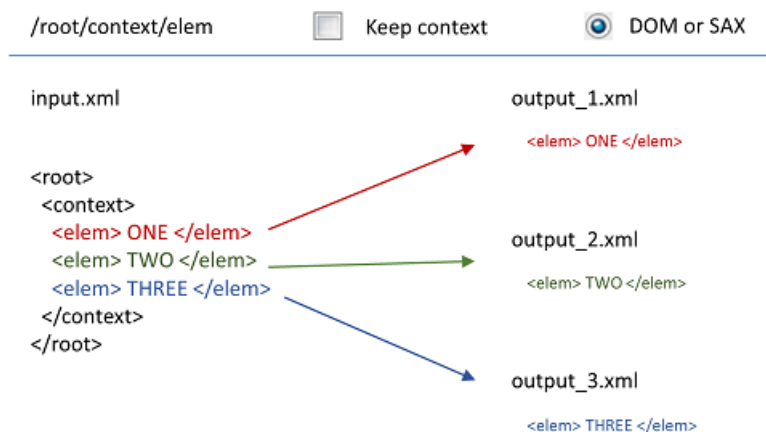 /root/context/elem Keep context DOM or SAX
input.xml
<root>
<context>
<elem> ONE </elem>
<elem> TWO </elem>
<elem> THREE </elem>
</context>
</root>
output_1.xml
<elem> ONE </elem>
output_2.xml
<elem> TWO </elem>
output_3.xml
<elem> THREE </elem>